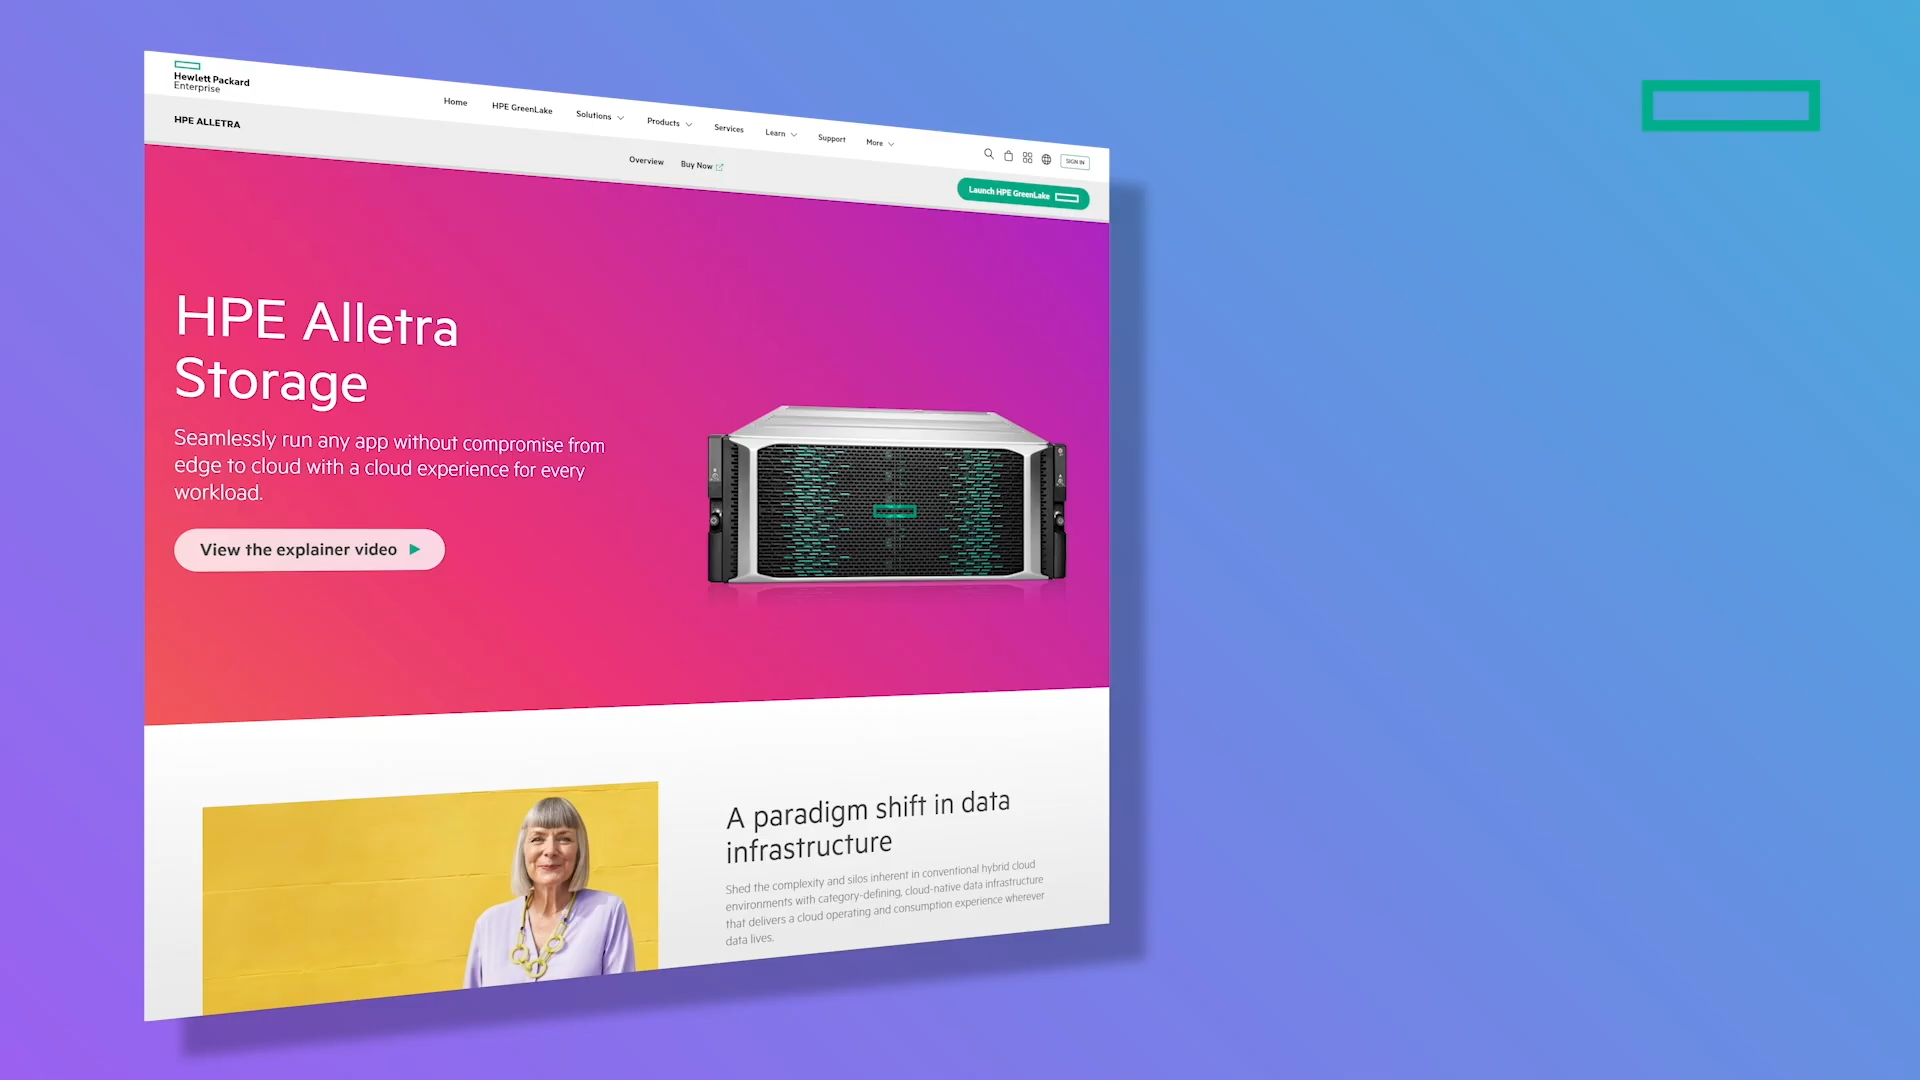 Hewlett Packard
Enterprise
Home
HPE GreenLake
Solutions
Products
Services
Learn
Support
More
SIGN IN
HPE ALLETRA
Overview
Buy Now
Launch HPE GreenLake
HPE Alletra
Storage
Seamlessly run any app without compromise from
edge to cloud with a cloud experience for every
workload.
View the explainer video
A paradigm shift in data
infrastructure
Shed the complexity and silos inherent in conventional hybrid cloud
environments with category-defining, cloud-native data infrastructure
that delivers a cloud operating and consumption experience wherever
data lives.